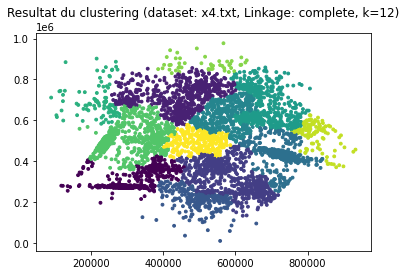 Resultat du clustering (dataset: x4.txt, Linkage: complete, k=12)
1e6
1.0
0.8
0.6
0.4
0.2
0.0
200000 400000 600000 800000